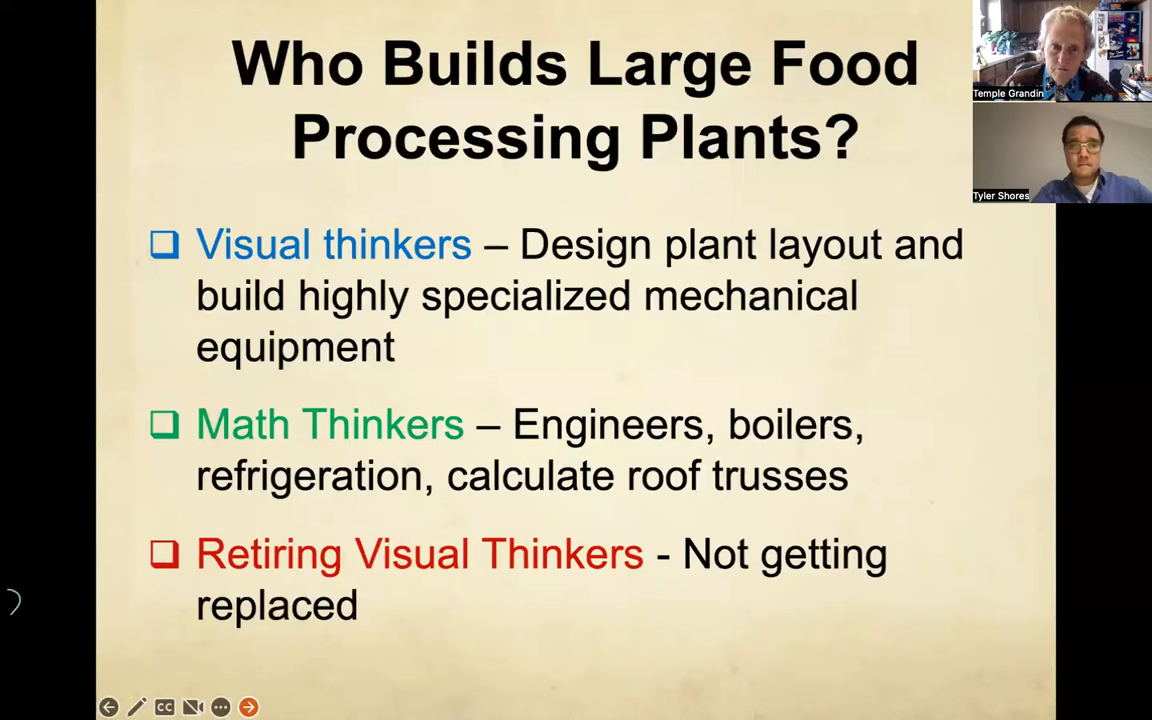 Who Builds Large Food
Processing Plants?
Visual thinkers – Design plant layout and
build highly specialized mechanical
equipment
Math Thinkers – Engineers, boilers,
refrigeration, calculate roof trusses
Retiring Visual Thinkers - Not getting
replaced
Temple Grandin
Tyler Shores
CC